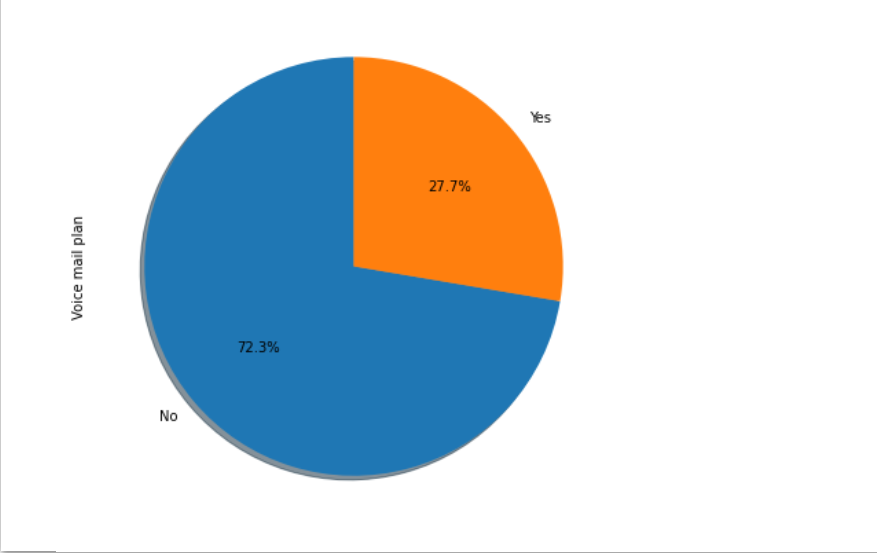 Yes
27.7%
Voice mail plan
72.3%
No